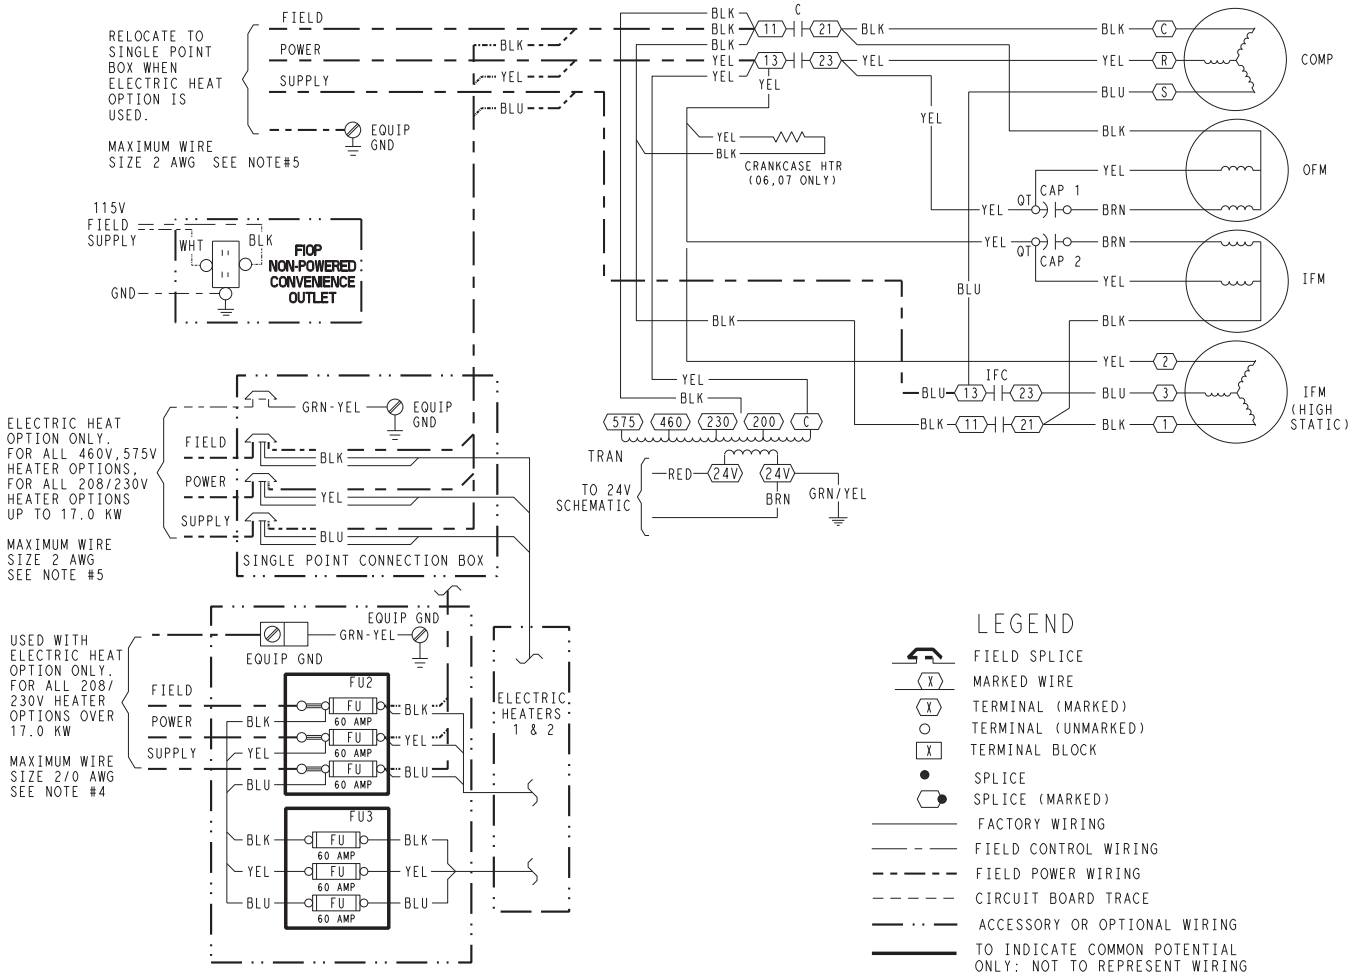 FIELD
POWER
SUPPLY
RELOCATE TO
SINGLE POINT
BOX WHEN
ELECTRIC HEAT
OPTION IS
USED.
MAXIMUM WIRE
SIZE 2 AWG SEE NOTE#5
EQUIP
GND
BLK
YEL
BLU
BLK
BLK
BLK
YEL
YEL
11
C
21
BLK
13
23
YEL
YEL
YEL
BLK
CRANKCASE HTR
(06,07 ONLY)
YEL
BLK
C
YEL
R
BLU
S
COMP
BLK
YEL
OFM
YEL
QT
CAP 1
BRN
YEL
QT
CAP 2
BRN
YEL
IFM
BLU
BLK
BLK
YEL
2
IFC
BLU
13
23
BLU
3
BLK
11
21
BLK
1
IFM
(HIGH
STATIC)
115V
FIELD
SUPPLY
WHT
BLK
GND
FIOP
NON-POWERED
CONVENIENCE
OUTLET
YEL
BLK
575
460
230
200
C
TRAN
RED
24V
24V
BRN
GRN/YEL
TO 24V
SCHEMATIC
ELECTRIC HEAT
OPTION ONLY.
FOR ALL 460V,575V
HEATER OPTIONS,
FOR ALL 208/230V
HEATER OPTIONS
UP TO 17.0 KW
MAXIMUM WIRE
SIZE 2 AWG
SEE NOTE #5
FIELD
POWER
SUPPLY
GRN-YEL
EQUIP
GND
BLK
YEL
BLU
SINGLE POINT CONNECTION BOX
USED WITH
ELECTRIC HEAT
OPTION ONLY.
FOR ALL 208/
230V HEATER
OPTIONS OVER
17.0 KW
MAXIMUM WIRE
SIZE 2/0 AWG
SEE NOTE #4
FIELD
POWER
SUPPLY
EQUIP GND
GRN-YEL
EQUIP GND
FU2
BLK
FU
60 AMP
BLK
YEL
FU
60 AMP
YEL
BLU
FU
60 AMP
BLU
FU3
BLK
FU
60 AMP
BLK
YEL
FU
60 AMP
YEL
BLU
FU
60 AMP
BLU
ELECTRIC
HEATERS
1 & 2
LEGEND
FIELD SPLICE
X
MARKED WIRE
X
TERMINAL (MARKED)
TERMINAL (UNMARKED)
X
TERMINAL BLOCK
SPLICE
SPLICE (MARKED)
FACTORY WIRING
FIELD CONTROL WIRING
FIELD POWER WIRING
CIRCUIT BOARD TRACE
ACCESSORY OR OPTIONAL WIRING
TO INDICATE COMMON POTENTIAL
ONLY: NOT TO REPRESENT WIRING